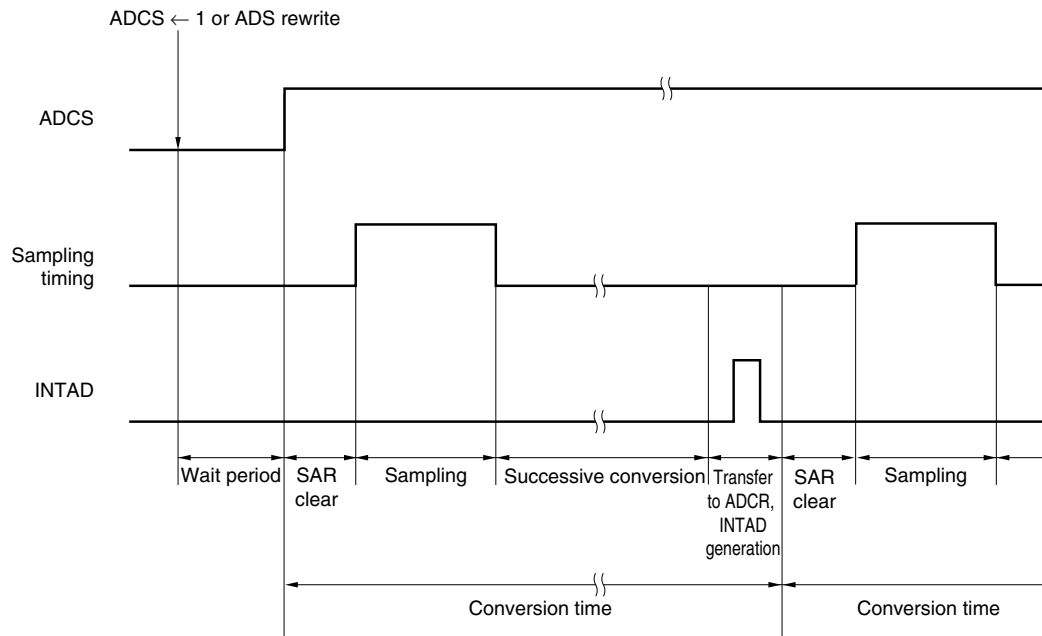 ADCS ← 1 or ADS rewrite
ADCS
Sampling
timing
INTAD
Wait period
SAR
clear
Sampling
Successive conversion
Transfer
to ADCR,
INTAD
generation
SAR
clear
Sampling
Conversion time
Conversion time